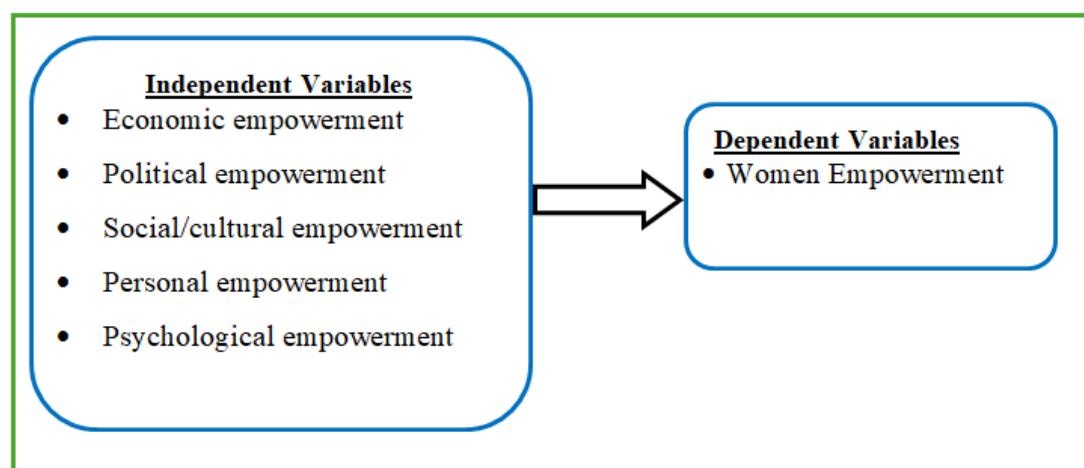 Independent Variables
• Economic empowerment
• Political empowerment
• Social/cultural empowerment
• Personal empowerment
• Psychological empowerment
Dependent Variables
• Women Empowerment